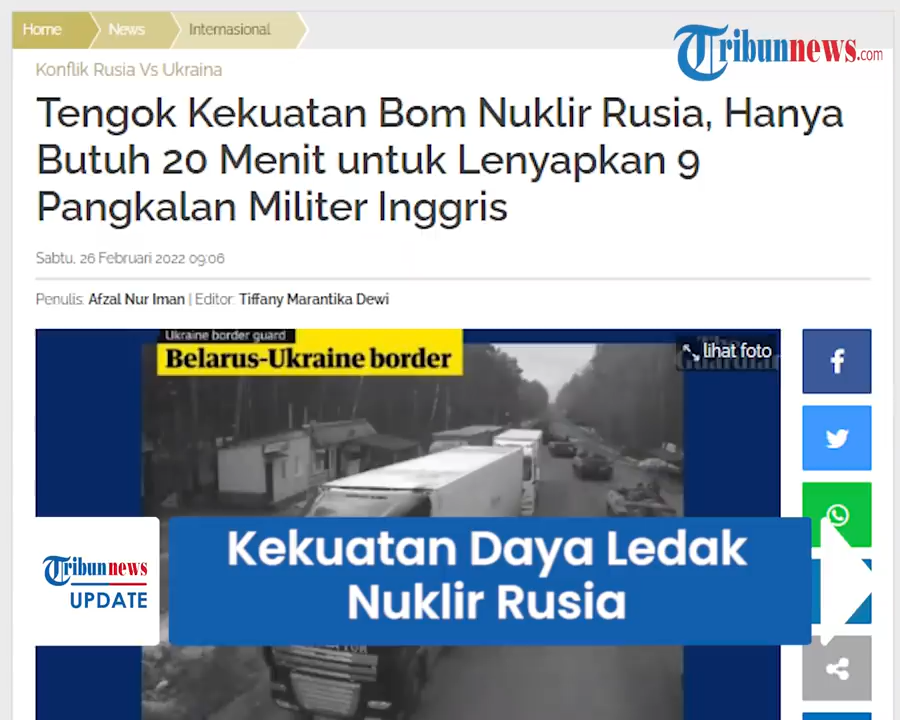 Home News Internasional
Tribunnews.com
Konflik Rusia Vs Ukraina
Tengok Kekuatan Bom Nuklir Rusia, Hanya
Butuh 20 Menit untuk Lenyapkan 9
Pangkalan Militer Inggris
Sabtu, 26 Februari 2022 09:06
Penulis: Afzal Nur Iman | Editor: Tiffany Marantika Dewi
Ukraine border guard
Belarus-Ukraine border
lihat foto
The Guardian
Kekuatan Daya Ledak
Nuklir Rusia
Tribunnews
UPDATE